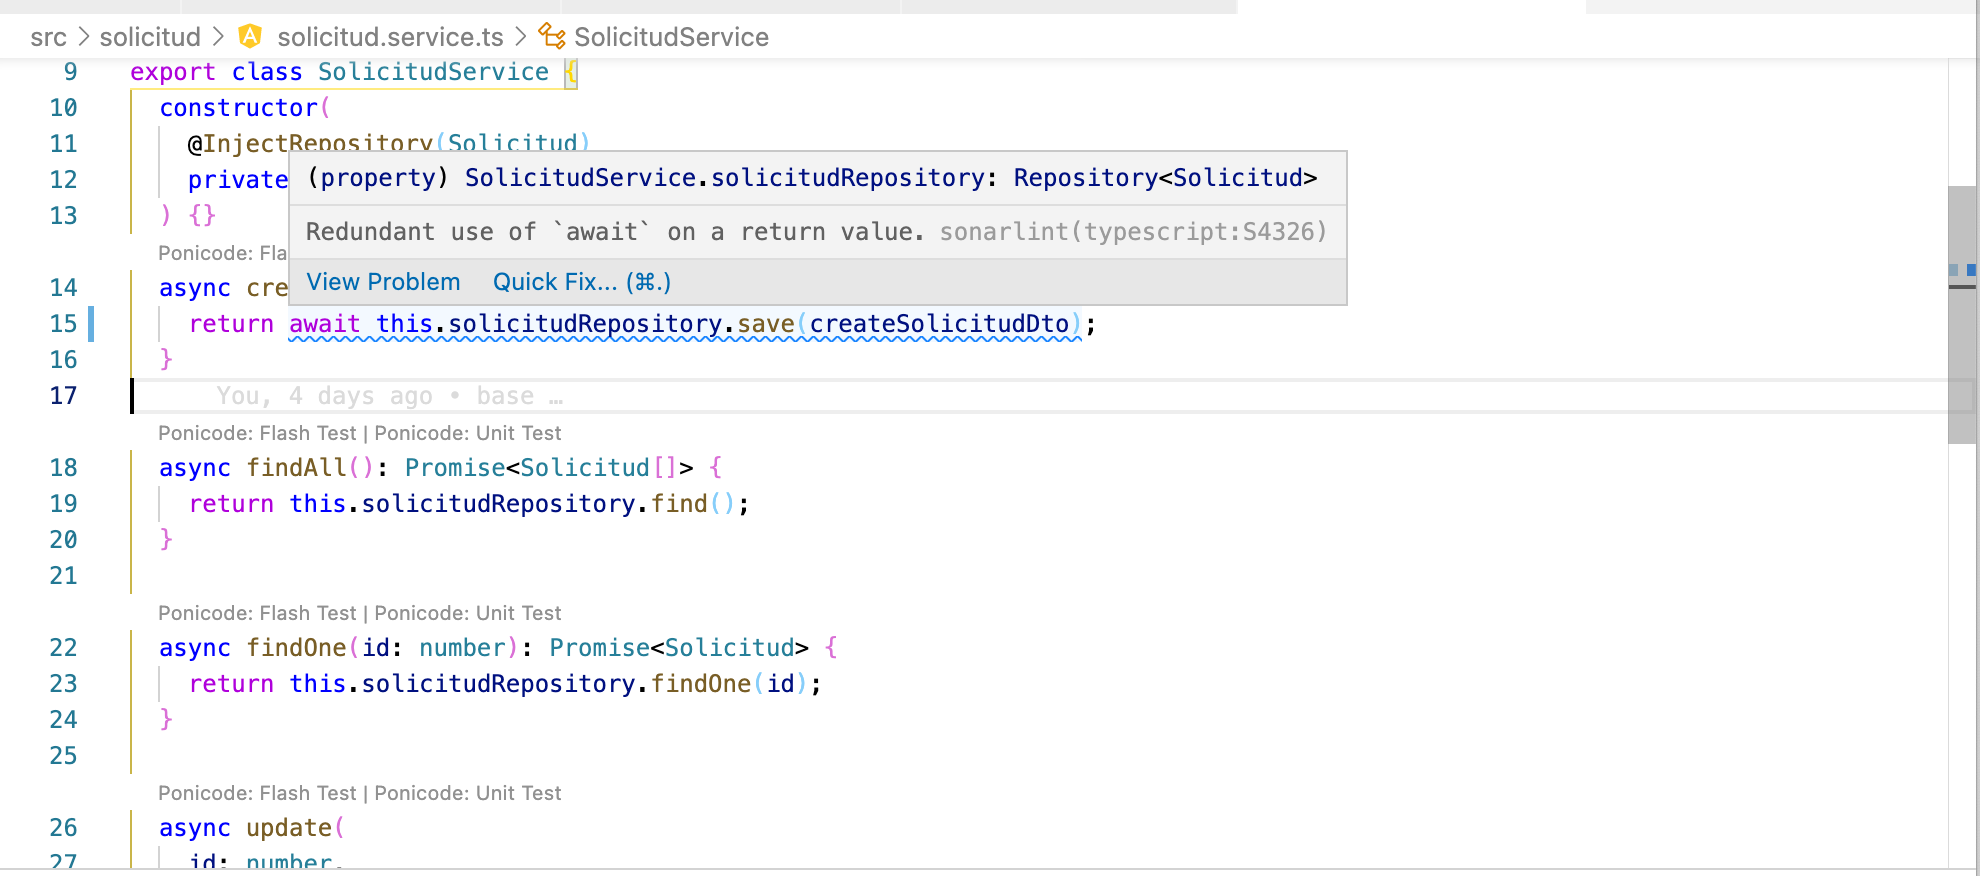 src > solicitud > solicitud.service.ts > SolicitudService
9 export class SolicitudService {
10 constructor(
11 @InjectRepository(Solicitud)
12 private
(property) SolicitudService.solicitudRepository: Repository<Solicitud>
13 ) {}
Redundant use of `await` on a return value. sonarlint(typescript:S4326)
Ponicode: Fla
View Problem Quick Fix... (⌘.)
14 async cre
15 return await this.solicitudRepository.save(createSolicitudDto);
16 }
17 You, 4 days ago • base …
Ponicode: Flash Test | Ponicode: Unit Test
18 async findAll(): Promise<Solicitud[]> {
19 return this.solicitudRepository.find();
20 }
21
Ponicode: Flash Test | Ponicode: Unit Test
22 async findOne(id: number): Promise<Solicitud> {
23 return this.solicitudRepository.findOne(id);
24 }
25
Ponicode: Flash Test | Ponicode: Unit Test
26 async update(
27 id: number,